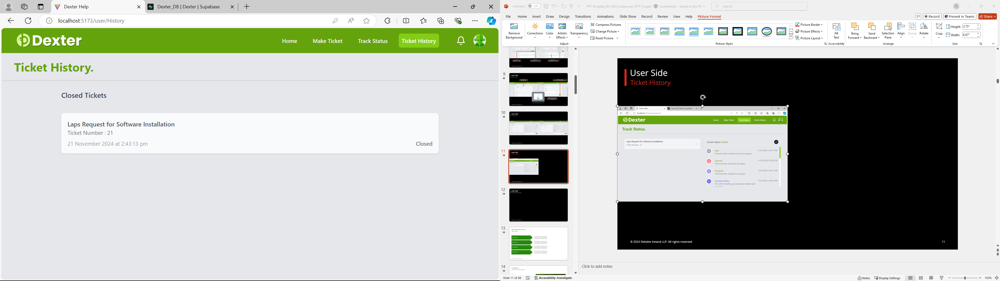 Dexter Help
Dexter_DB | Dexter | Supabase
localhost:5173/user/History
Dexter
Home
Make Ticket
Track Status
Ticket History
Ticket History.
Closed Tickets
Laps Request for Software Installation
Ticket Number : 21
21 November 2024 at 2:43:13 pm
Closed
AutoSave Off
PPT Template_00_16x9_widescreen_PPT (1).pptx
Confidential • Saved to this PC
Search
File Home Insert Draw Design Transitions Animations Slide Show Record Review View Help Picture Format
Record
Present in Teams
Share
Remove Background
Corrections
Color
Artistic Effects
Transparency
Compress Pictures
Change Picture
Reset Picture
Adjust
Picture Styles
Picture Border
Picture Effects
Picture Layout
Alt Text
Accessibility
Bring Forward
Send Backward
Selection Pane
Align
Group
Rotate
Arrange
Crop
Height: 3.75"
Width: 6.67"
Size
9
User Side
10
User Side
11
User Side
12
User Side
13
14
User Side
Ticket History
Dexter Help
Dexter_DB | Dexter | Supabase
localhost:5173/user/status/21
Dexter
Home
Make Ticket
Track Status
Ticket History
Track Status.
Laps Request for Software Installation
Ticket Number : 21
Current Status: Closed
New
11/21/2024, 2:43:13 PM
Ticket has been created but not yet assigned
Opened
11/21/2024, 2:43:28 PM
Ticket has been opened by the agent
Assigned
11/21/2024, 2:43:31 PM
Ticket has been assigned to an agent
Anastasia Bakar
11/21/2024, 2:44:18 PM
Hi! I will be handling your lap request please wait
© 2024 Deloitte Ireland LLP. All rights reserved
11
Click to add notes
Slide 11 of 68
Accessibility: Investigate
Notes
Display Settings
103%